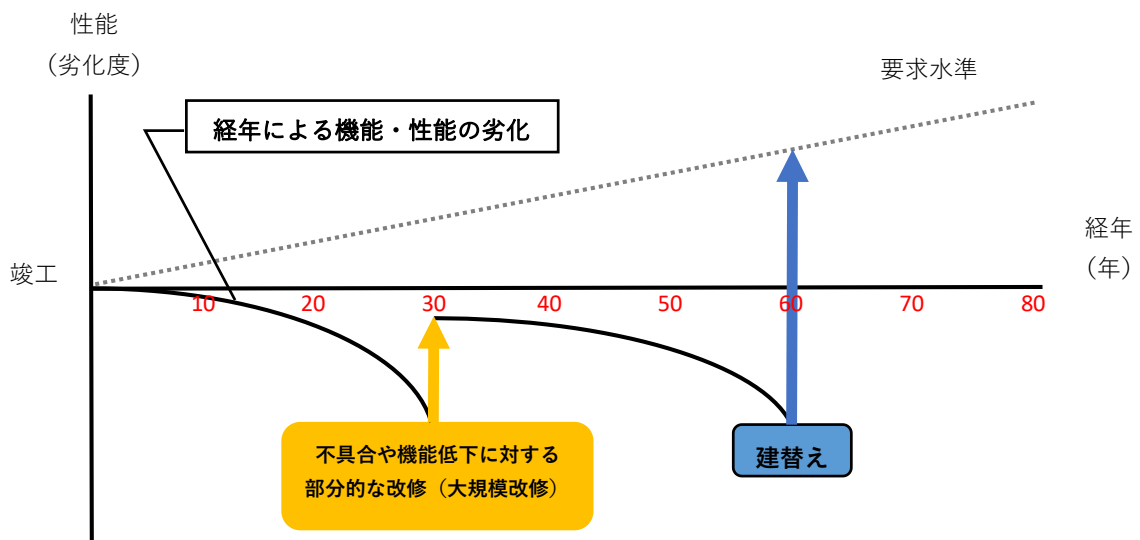 性能
（劣化度）
要求水準
経年による機能・性能の劣化
経年
（年）
竣工
10
20
30
40
50
60
70
80
不具合や機能低下に対する
部分的な改修（大規模改修）
建替え